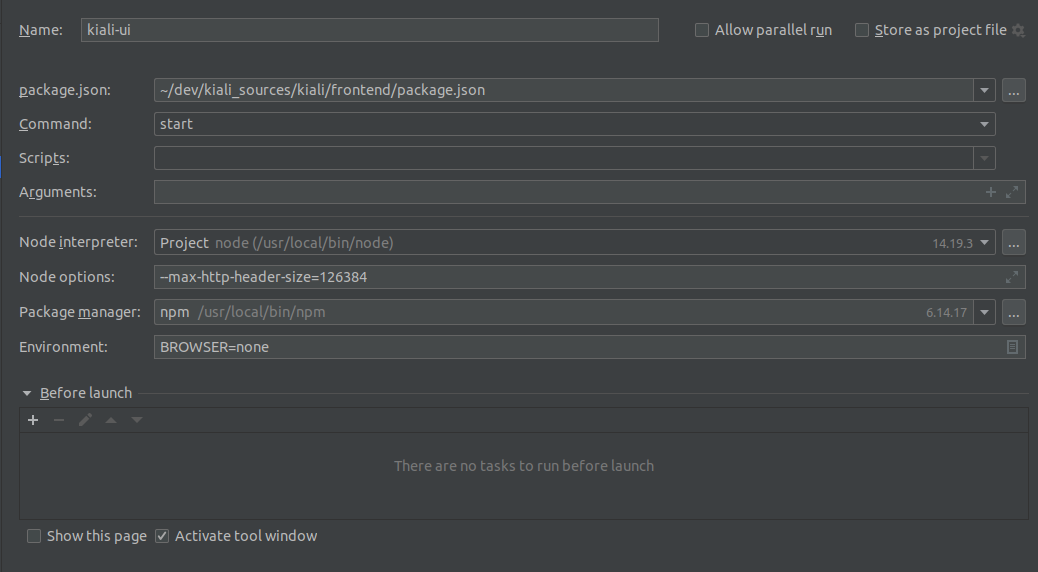 Name: kiali-ui Allow parallel run Store as project file
package.json: ~/dev/kiali_sources/kiali/frontend/package.json ...
Command: start
Scripts:
Arguments:
Node interpreter: Project node (/usr/local/bin/node) 14.19.3 ...
Node options: --max-http-header-size=126384
Package manager: npm /usr/local/bin/npm 6.14.17 ...
Environment: BROWSER=none
Before launch
There are no tasks to run before launch
Show this page Activate tool window